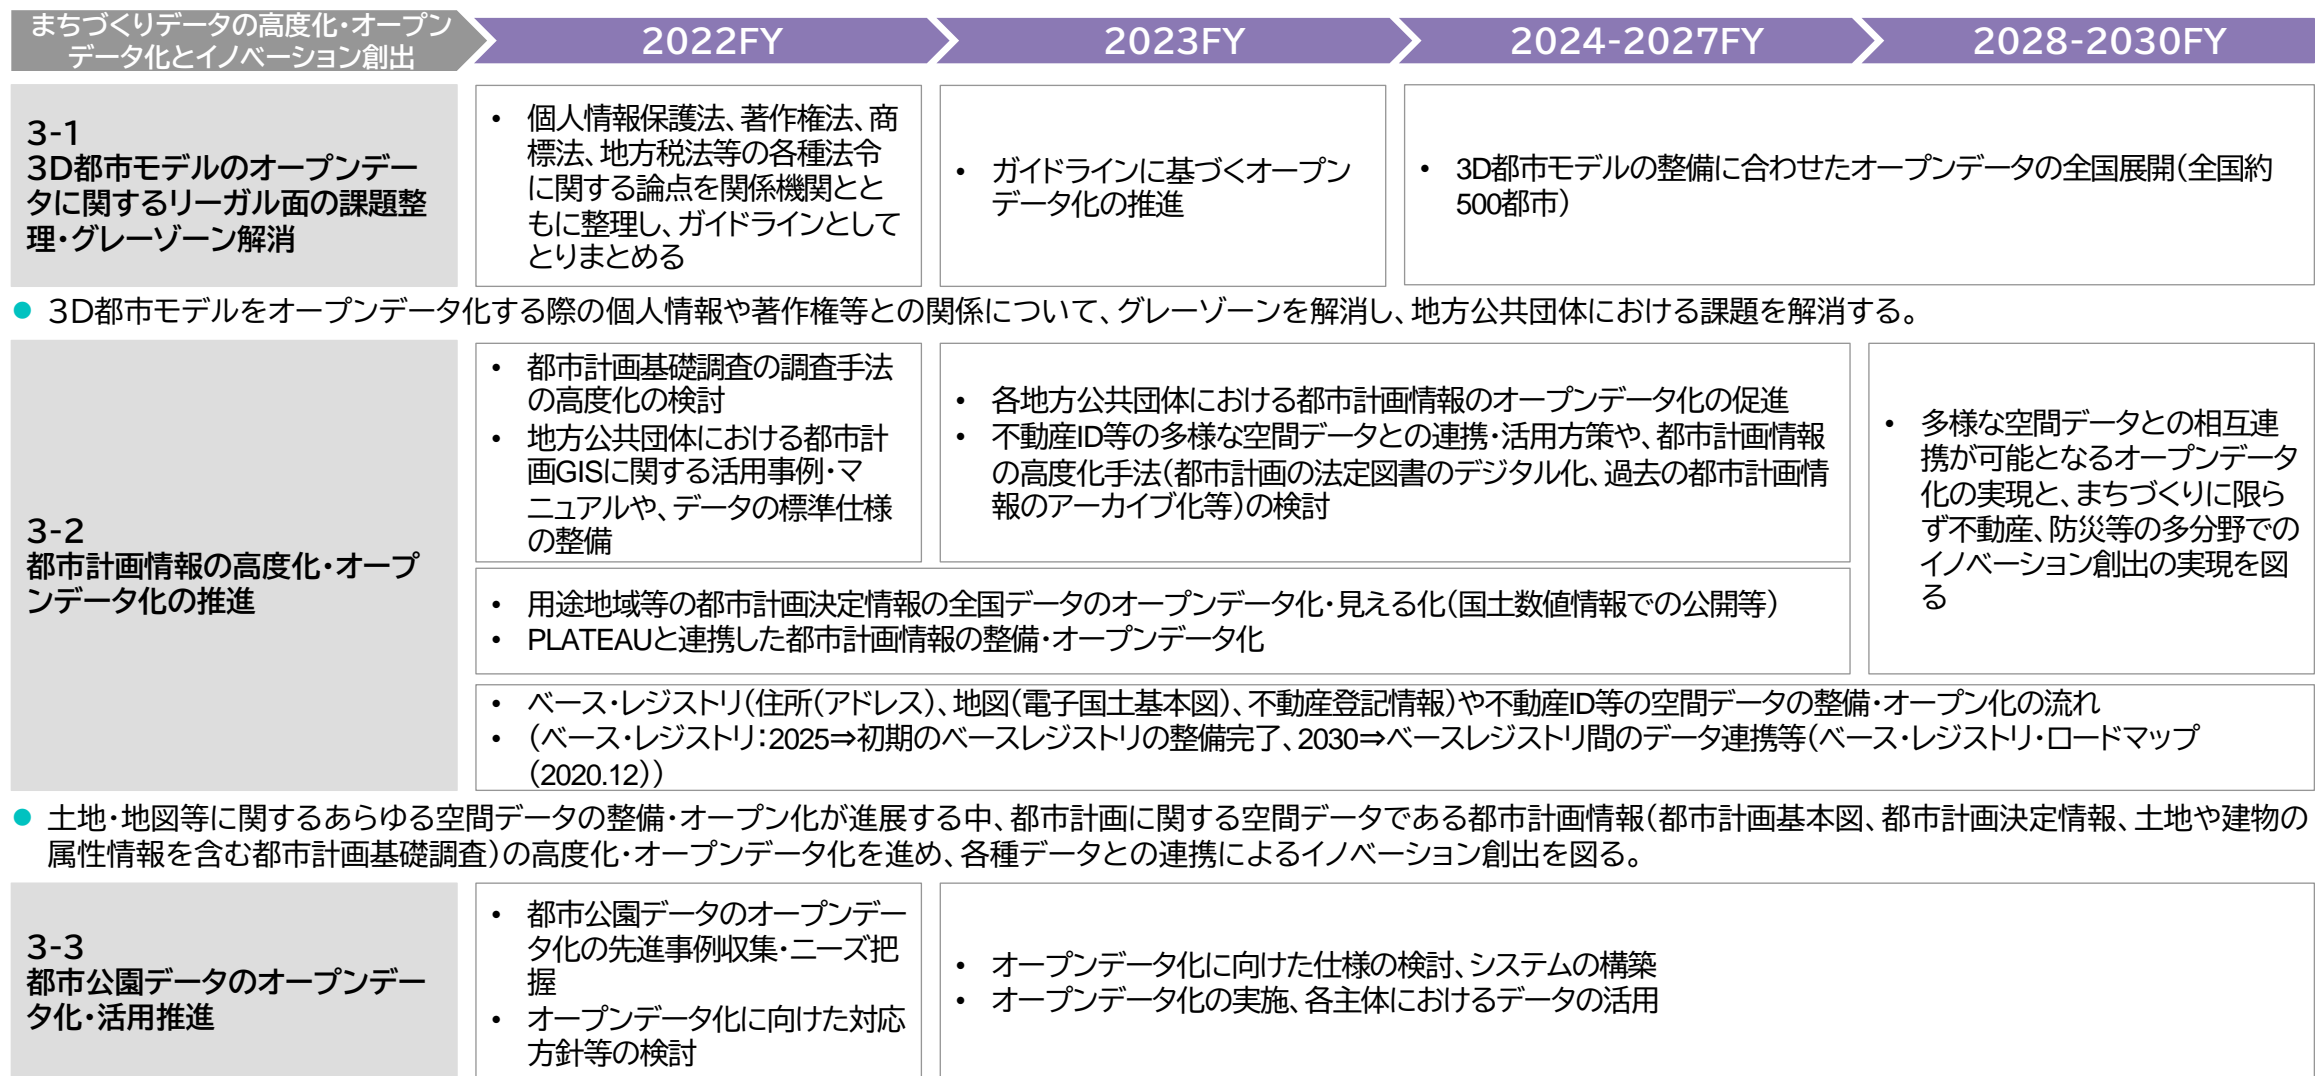 まちづくりデータの高度化・オープン
データ化とイノベーション創出
2022FY
2023FY
2024-2027FY
2028-2030FY
3-1
3D都市モデルのオープンデー
タに関するリーガル面の課題整
理・グレーゾーン解消
• 個人情報保護法、著作権法、商
標法、地方税法等の各種法令
に関する論点を関係機関とと
もに整理し、ガイドラインとして
とりまとめる
• ガイドラインに基づくオープン
データ化の推進
• 3D都市モデルの整備に合わせたオープンデータの全国展開（全国約
500都市）
● 3D都市モデルをオープンデータ化する際の個人情報や著作権等との関係について、グレーゾーンを解消し、地方公共団体における課題を解消する。
3-2
都市計画情報の高度化・オープ
ンデータ化の推進
• 都市計画基礎調査の調査手法
の高度化の検討
• 地方公共団体における都市計
画GISに関する活用事例・マ
ニュアルや、データの標準仕様
の整備
• 各地方公共団体における都市計画情報のオープンデータ化の促進
• 不動産ID等の多様な空間データとの連携・活用方策や、都市計画情報
の高度化手法（都市計画の法定図書のデジタル化、過去の都市計画情
報のアーカイブ化等）の検討
• 多様な空間データとの相互連
携が可能となるオープンデータ
化の実現と、まちづくりに限ら
ず不動産、防災等の多分野での
イノベーション創出の実現を図
る
• 用途地域等の都市計画決定情報の全国データのオープンデータ化・見える化（国土数値情報での公開等）
• PLATEAUと連携した都市計画情報の整備・オープンデータ化
• ベース・レジストリ（住所（アドレス）、地図（電子国土基本図）、不動産登記情報）や不動産ID等の空間データの整備・オープン化の流れ
• （ベース・レジストリ：2025⇒初期のベースレジストリの整備完了、2030⇒ベースレジストリ間のデータ連携等（ベース・レジストリ・ロードマップ
（2020.12））
● 土地・地図等に関するあらゆる空間データの整備・オープン化が進展する中、都市計画に関する空間データである都市計画情報（都市計画基本図、都市計画決定情報、土地や建物の
属性情報を含む都市計画基礎調査）の高度化・オープンデータ化を進め、各種データとの連携によるイノベーション創出を図る。
3-3
都市公園データのオープンデー
タ化・活用推進
• 都市公園データのオープンデー
タ化の先進事例収集・ニーズ把
握
• オープンデータ化に向けた対応
方針等の検討
• オープンデータ化に向けた仕様の検討、システムの構築
• オープンデータ化の実施、各主体におけるデータの活用